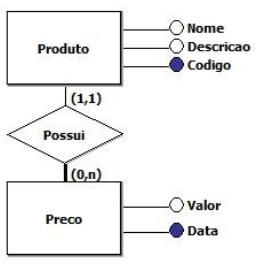 Nome
Produto
Descricao
Codigo
(1,1)
Possui
(0,n)
Valor
Preco
Data